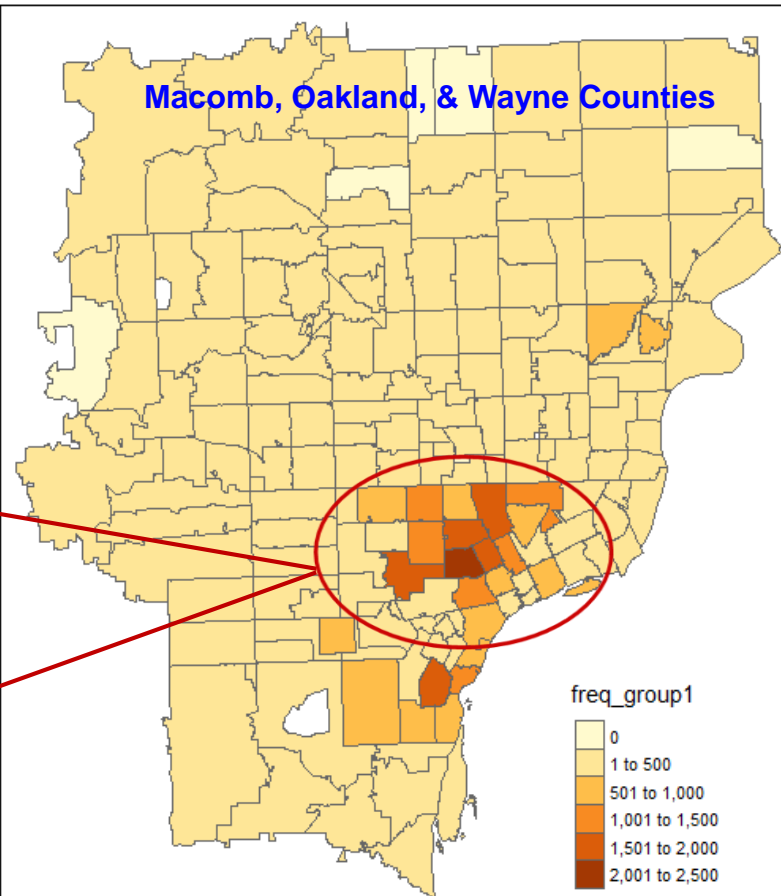 Macomb, Oakland, & Wayne Counties
freq_group1
0
1 to 500
501 to 1,000
1,001 to 1,500
1,501 to 2,000
2,001 to 2,500